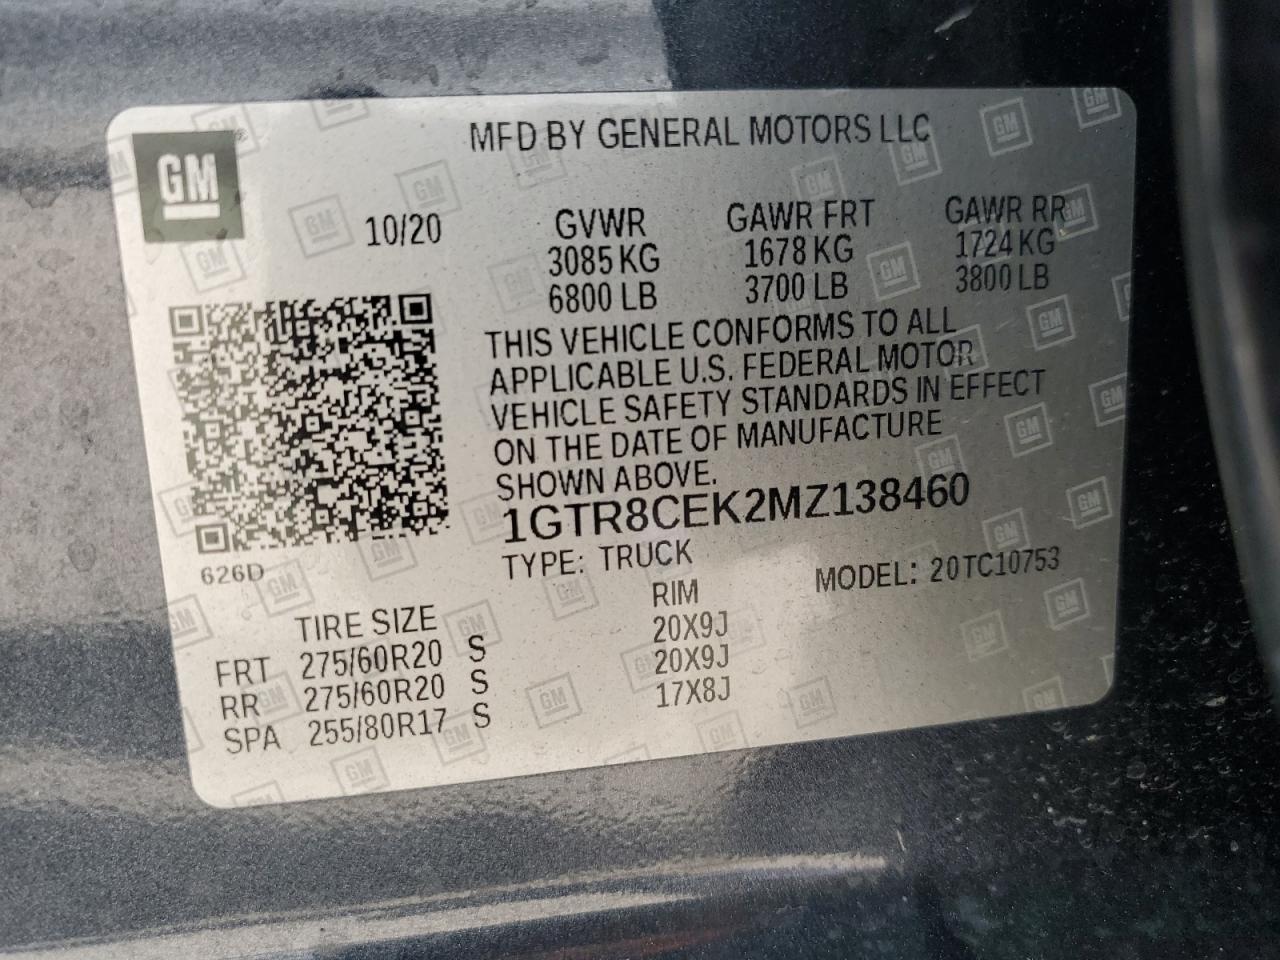 GM®
MFD BY GENERAL MOTORS LLC
10/20
GVWR GAWR FRT GAWR RR
3085 KG 1678 KG 1724 KG
6800 LB 3700 LB 3800 LB
THIS VEHICLE CONFORMS TO ALL
APPLICABLE U.S. FEDERAL MOTOR
VEHICLE SAFETY STANDARDS IN EFFECT
ON THE DATE OF MANUFACTURE
SHOWN ABOVE.
1GTR8CEK2MZ138460
TYPE: TRUCK MODEL: 20TC10753
626D
TIRE SIZE RIM
FRT 275/60R20 S 20X9J
RR 275/60R20 S 20X9J
SPA 255/80R17 S 17X8J